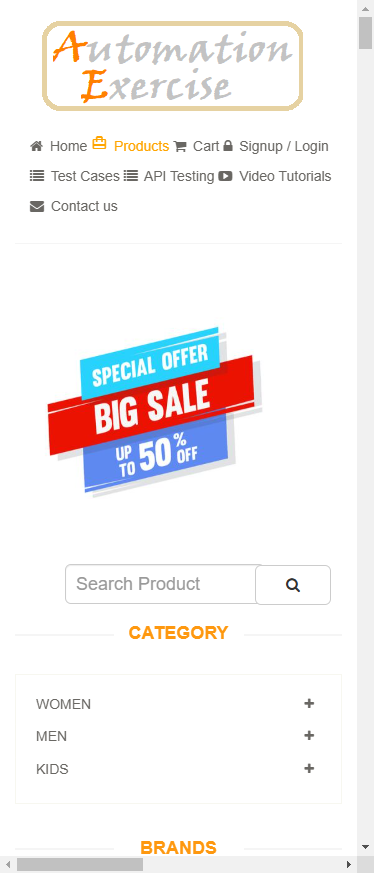 Automation
Exercise
Home Products Cart Signup / Login
Test Cases API Testing Video Tutorials
Contact us
SPECIAL OFFER
BIG SALE
UP TO 50% OFF
Search Product
CATEGORY
WOMEN
MEN
KIDS
BRANDS